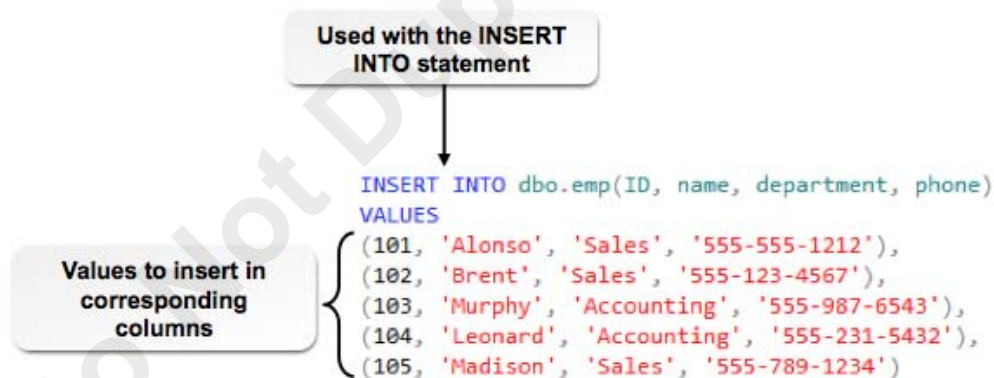 Used with the INSERT
INTO statement
INSERT INTO dbo.emp(ID, name, department, phone)
VALUES
(101, 'Alonso', 'Sales', '555-555-1212'),
(102, 'Brent', 'Sales', '555-123-4567'),
(103, 'Murphy', 'Accounting', '555-987-6543'),
(104, 'Leonard', 'Accounting', '555-231-5432'),
(105, 'Madison', 'Sales', '555-789-1234')
Values to insert in
corresponding
columns
Not Dup